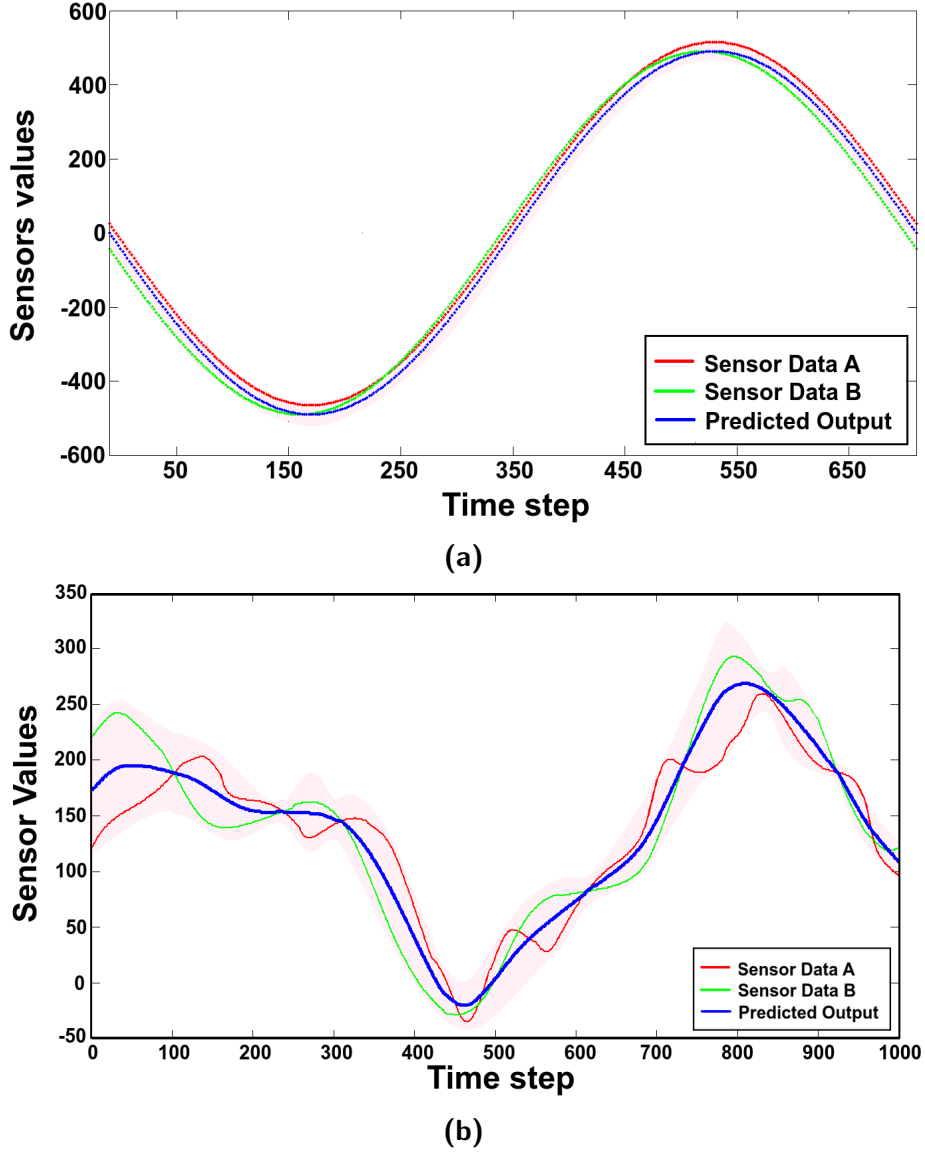 600
400
200
0
-200
-400
-600
Sensors values
50 150 250 350 450 550 650
Time step
Sensor Data A
Sensor Data B
Predicted Output
(a)
350
300
250
200
150
100
50
0
-50
Sensor Values
0 100 200 300 400 500 600 700 800 900 1000
Time step
Sensor Data A
Sensor Data B
Predicted Output
(b)